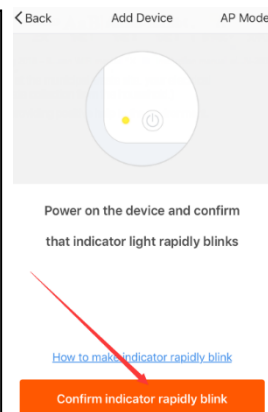 Back Add Device AP Mode
Power on the device and confirm
that indicator light rapidly blinks
How to make indicator rapidly blink
Confirm indicator rapidly blink